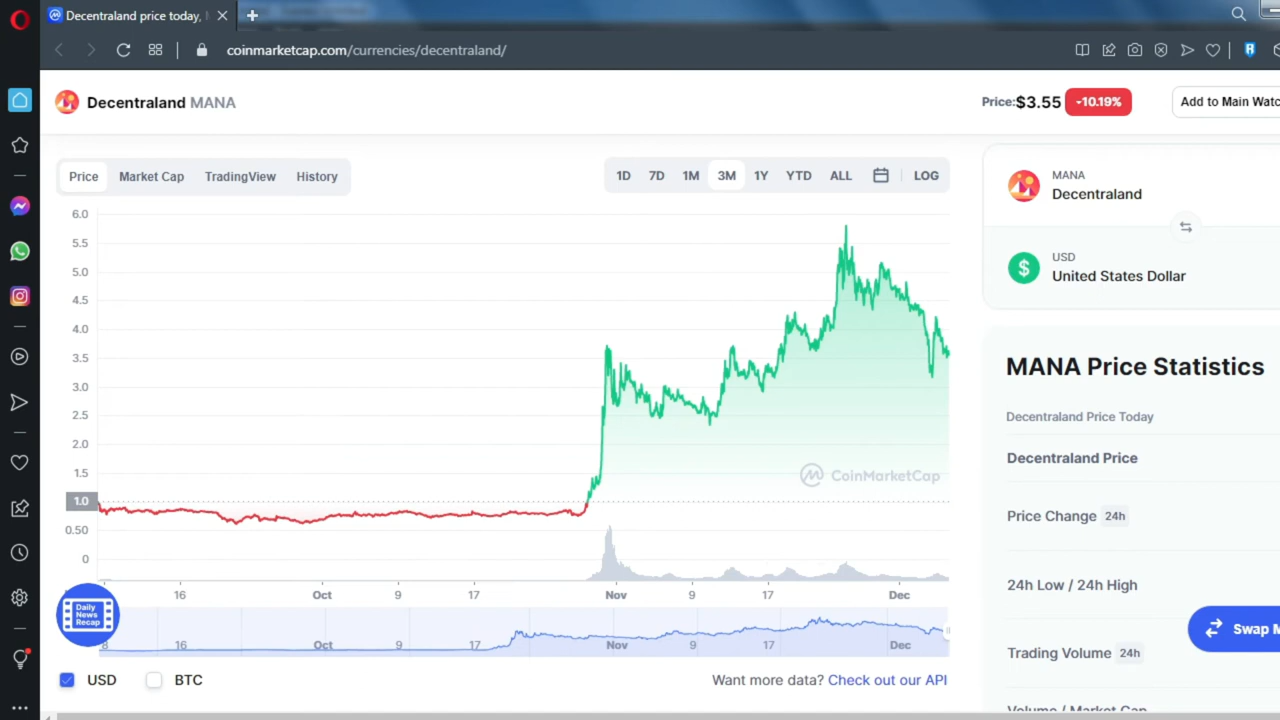 Decentraland price today,
coinmarketcap.com/currencies/decentraland/
Decentraland MANA
Price:$3.55 -10.19%
Add to Main Watc
Price Market Cap TradingView History
1D 7D 1M 3M 1Y YTD ALL LOG
6.0
5.5
5.0
4.5
4.0
3.5
3.0
2.5
2.0
1.5
1.0
0.50
0
CoinMarketCap
16 Oct 9 17 Nov 9 17 Dec
Daily
News
Recap
8 16 Oct 9 17 Nov 9 17 Dec
USD BTC
Want more data? Check out our API
MANA
Decentraland
USD
United States Dollar
MANA Price Statistics
Decentraland Price Today
Decentraland Price
Price Change 24h
24h Low / 24h High
Swap M
Trading Volume 24h
Volume / Market Cap